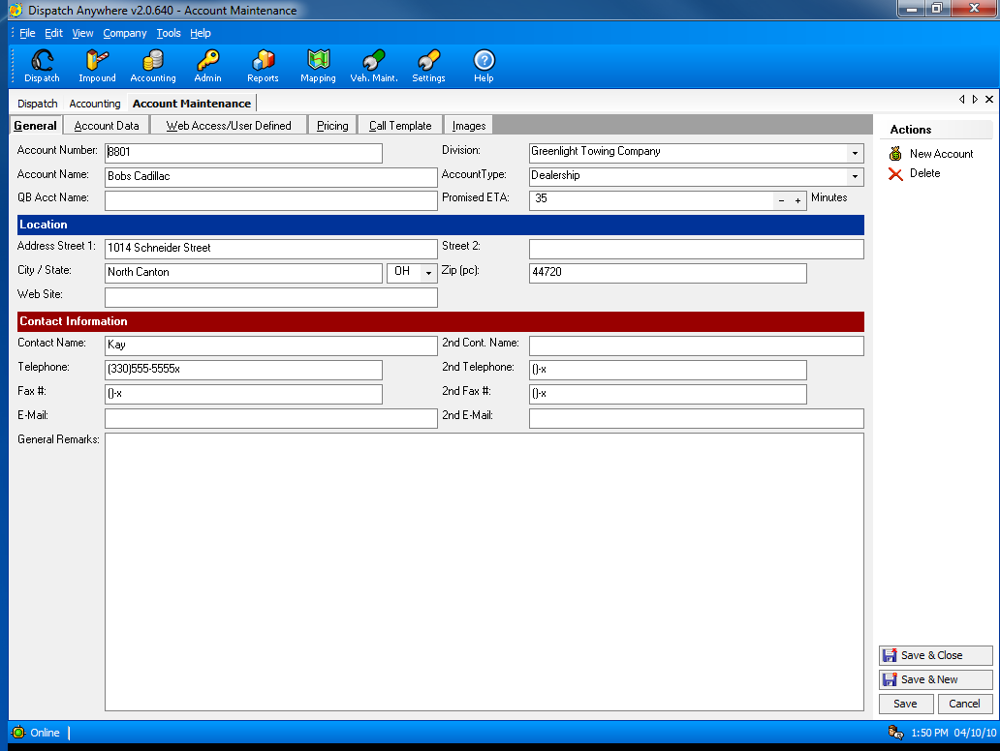 Dispatch Anywhere v2.0.640 - Account Maintenance
File Edit View Company Tools Help
Dispatch Impound Accounting Admin Reports Mapping Veh. Maint. Settings Help
Dispatch Accounting Account Maintenance
General Account Data Web Access/User Defined Pricing Call Template Images
Actions
New Account
Delete
Account Number: 8801 Division: Greenlight Towing Company
Account Name: Bobs Cadillac AccountType: Dealership
QB Acct Name: Promised ETA: 35 - + Minutes
Location
Address Street 1: 1014 Schneider Street Street 2:
City / State: North Canton OH Zip (pc): 44720
Web Site:
Contact Information
Contact Name: Kay 2nd Cont. Name:
Telephone: (330)555-5555x 2nd Telephone: ()-x
Fax #: ()-x 2nd Fax #: ()-x
E-Mail: 2nd E-Mail:
General Remarks:
Save & Close
Save & New
Save Cancel
Online 1:50 PM 04/10/10